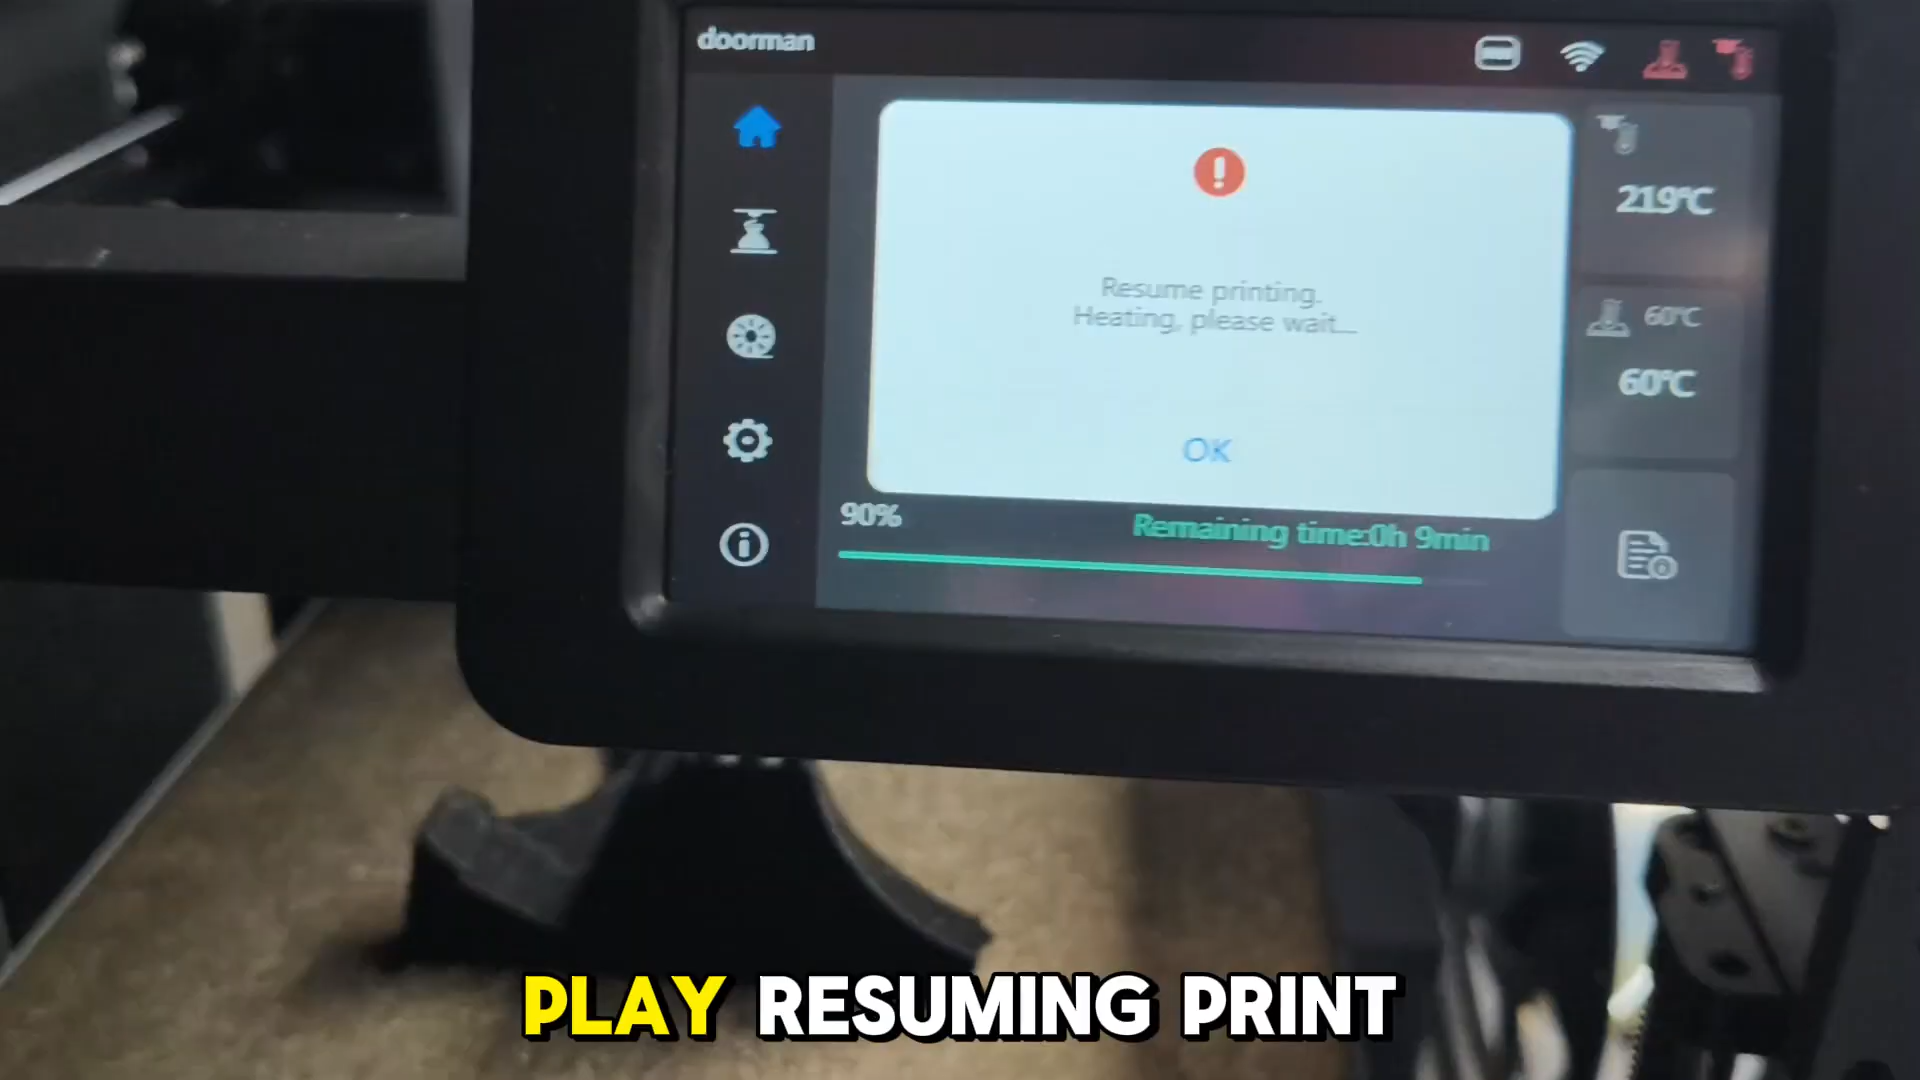 doorman
219°C
Resume printing.
Heating, please wait...
60°C
60°C
OK
90%
Remaining time:0h 9min
PLAY RESUMING PRINT